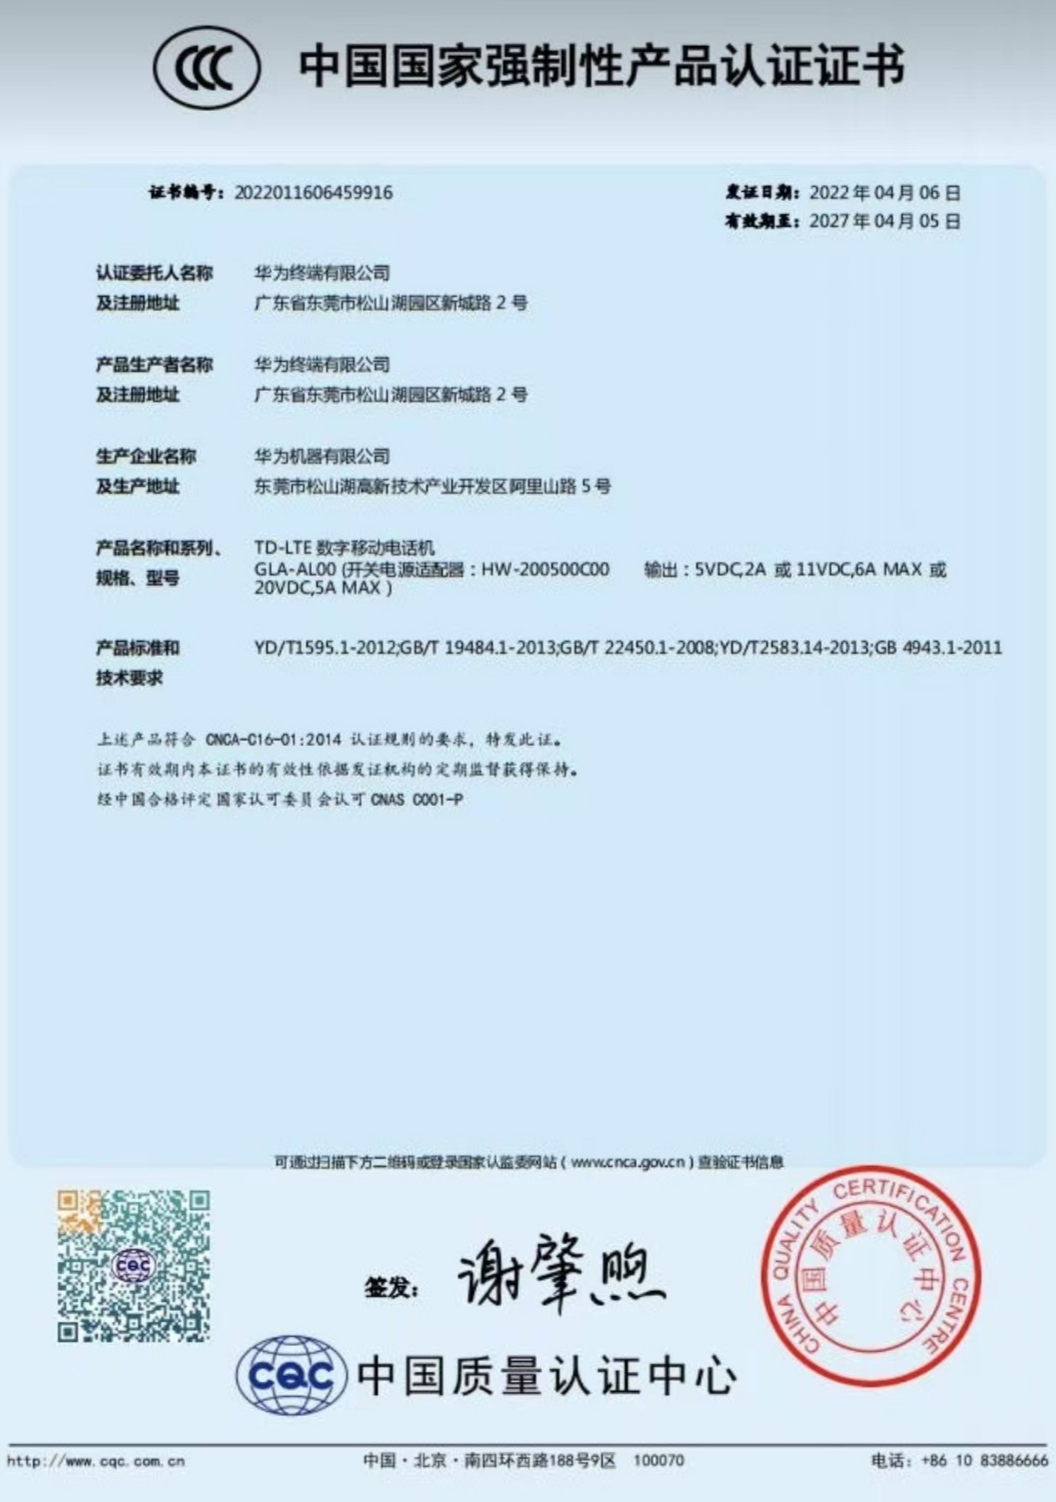 CCC 中国国家强制性产品认证证书
证书编号：2022011606459916
发证日期：2022 年 04 月 06 日
有效期至：2027 年 04 月 05 日
认证委托人名称 华为终端有限公司
及注册地址 广东省东莞市松山湖园区新城路 2 号
产品生产者名称 华为终端有限公司
及注册地址 广东省东莞市松山湖园区新城路 2 号
生产企业名称 华为机器有限公司
及生产地址 东莞市松山湖高新技术产业开发区阿里山路 5 号
产品名称和系列、 TD-LTE 数字移动电话机
规格、型号 GLA-AL00 (开关电源适配器：HW-200500C00 输出：5VDC,2A 或 11VDC,6A MAX 或
20VDC,5A MAX )
产品标准和 YD/T1595.1-2012;GB/T 19484.1-2013;GB/T 22450.1-2008;YD/T2583.14-2013;GB 4943.1-2011
技术要求
上述产品符合 CNCA-C16-01:2014 认证规则的要求，特发此证。
证书有效期内本证书的有效性依据发证机构的定期监督获得保持。
经中国合格评定国家认可委员会认可 CNAS C001-P
可通过扫描下方二维码或登录国家认监委网站（www.cnca.gov.cn）查验证书信息
CQC
签发： 谢肇煦
CHINA QUALITY CERTIFICATION CENTRE
中国质量认证中心
CQC 中国质量认证中心
http://www.cqc.com.cn 中国·北京·南四环西路188号9区 100070 电话：+86 10 83886666